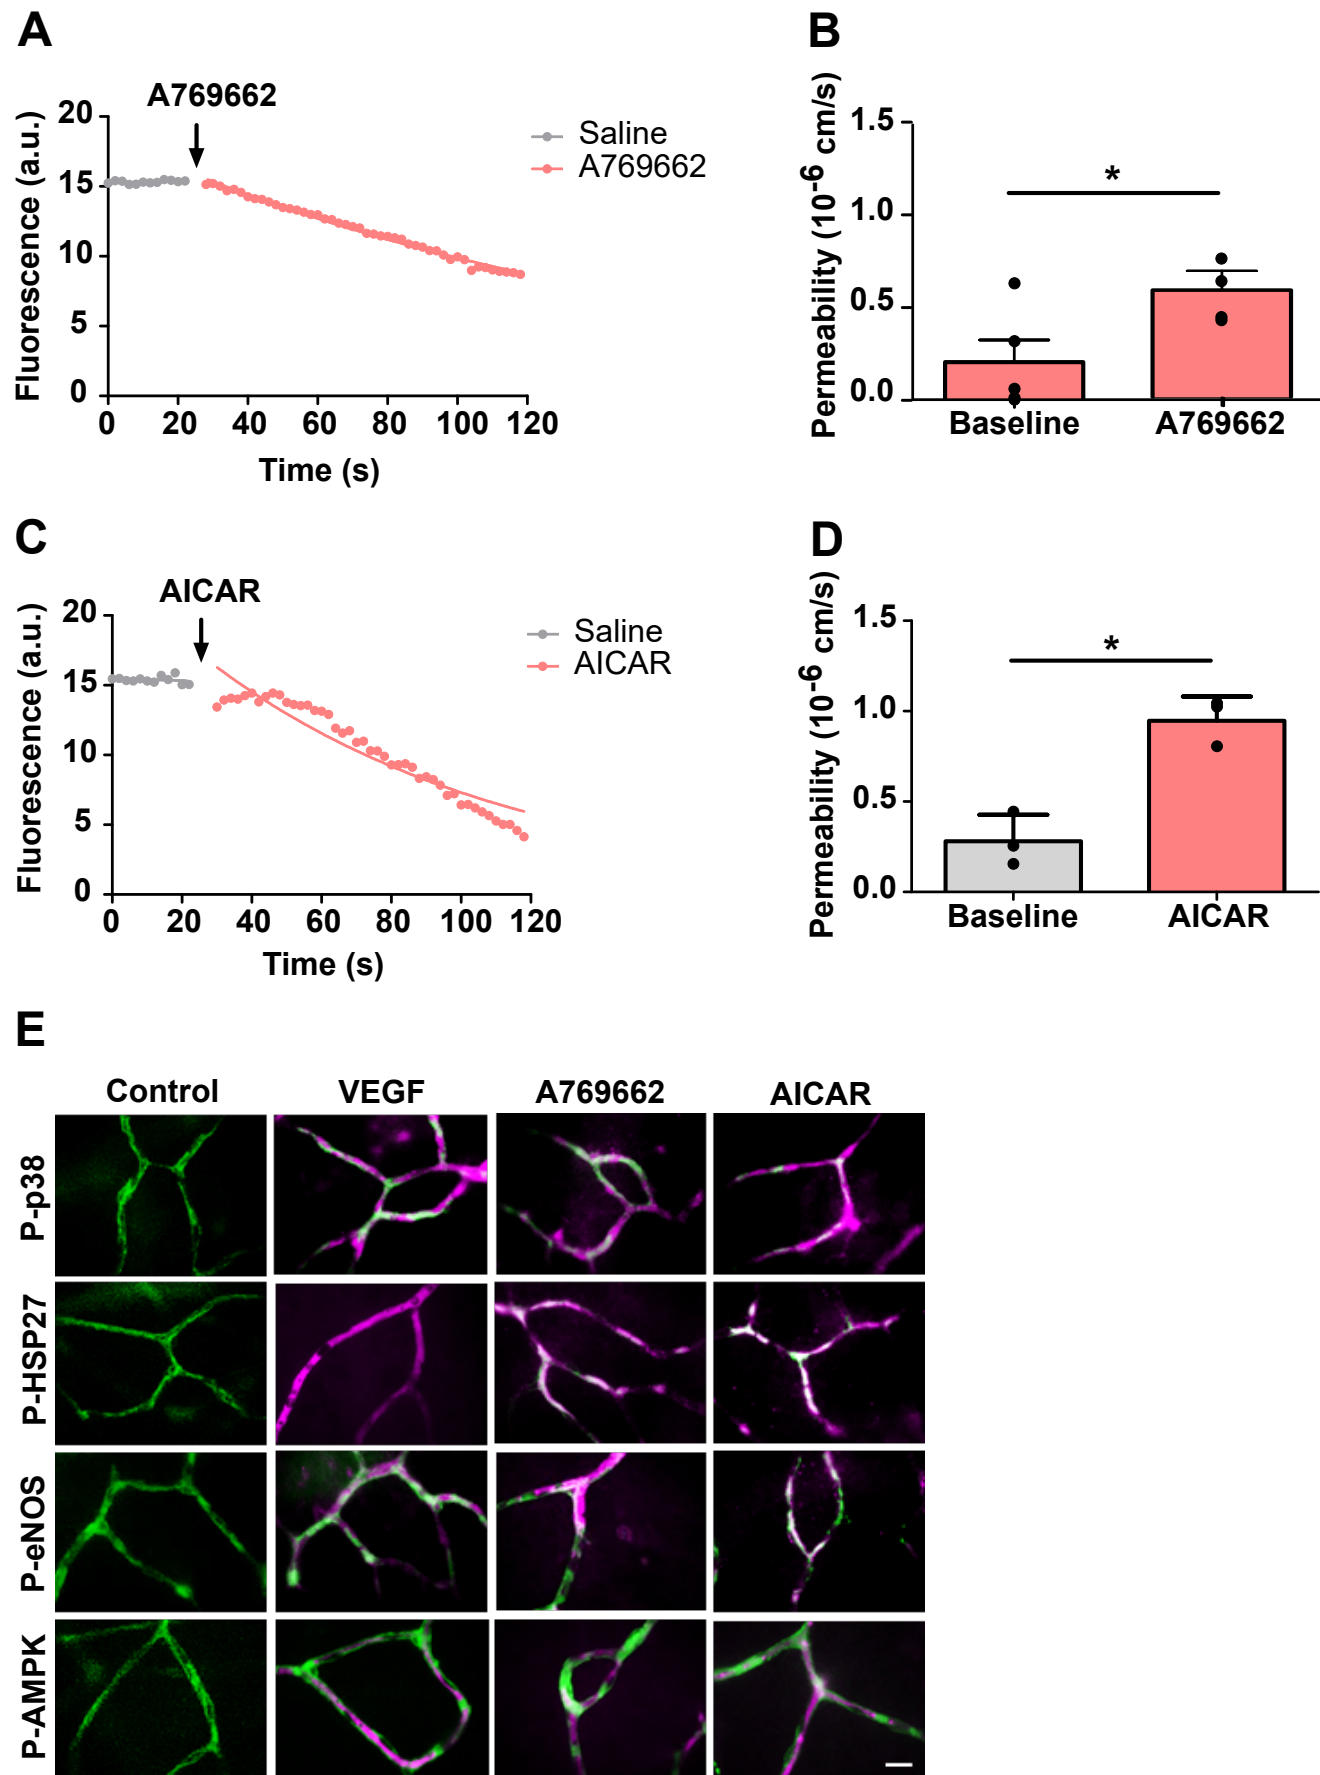 A
A769662
Fluorescence (a.u.)
20
15
10
5
0
0 20 40 60 80 100 120
Time (s)
Saline
A769662
B
Permeability (10-6 cm/s)
1.5
1.0
0.5
0.0
*
Baseline A769662
C
AICAR
Fluorescence (a.u.)
20
15
10
5
0
0 20 40 60 80 100 120
Time (s)
Saline
AICAR
D
Permeability (10-6 cm/s)
1.5
1.0
0.5
0.0
*
Baseline AICAR
E
Control VEGF A769662 AICAR
P-p38
P-HSP27
P-eNOS
P-AMPK